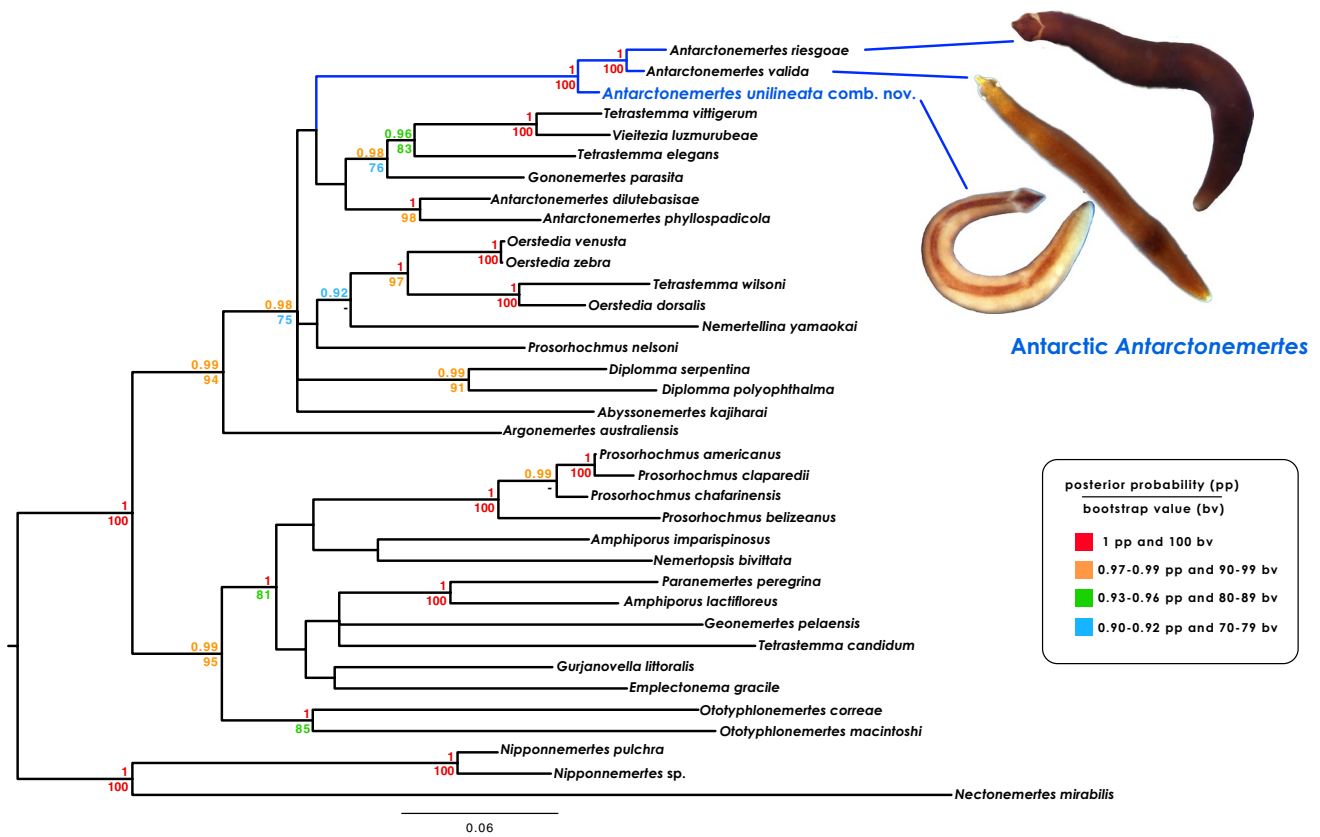 Antarctonemertes riesgoae
1
100
Antarctonemertes valida
1
100
Antarctonemertes unilineata comb. nov.
Tetrastemma vittigerum
1
100
Vieitezia luzmurubeae
0.96
83
Tetrastemma elegans
0.98
76
Gononemertes parasita
Antarctonemertes dilutebasisae
1
98
Antarctonemertes phyllospadicola
Oerstedia venusta
1
100
Oerstedia zebra
1
97
Tetrastemma wilsoni
1
100
Oerstedia dorsalis
0.92
-
Nemertellina yamaokai
0.98
75
Prosorhochmus nelsoni
Antarctic Antarctonemertes
Diplomma serpentina
0.99
91
Diplomma polyophthalma
0.99
94
Abyssonemertes kajiharai
Argonemertes australiensis
Prosorhochmus americanus
1
100
Prosorhochmus claparedii
0.99
-
Prosorhochmus chafarinensis
1
100
Prosorhochmus belizeanus
1
100
Amphiporus imparispinosus
Nemertopsis bivittata
Paranemertes peregrina
1
100
Amphiporus lactifloreus
1
81
Geonemertes pelaensis
Tetrastemma candidum
0.99
95
Gurjanovella littoralis
Emplectonema gracile
Ototyphlonemertes correae
1
85
Ototyphlonemertes macintoshi
Nipponnemertes pulchra
1
100
Nipponnemertes sp.
1
100
Nectonemertes mirabilis
0.06
posterior probability (pp)
bootstrap value (bv)
1 pp and 100 bv
0.97-0.99 pp and 90-99 bv
0.93-0.96 pp and 80-89 bv
0.90-0.92 pp and 70-79 bv